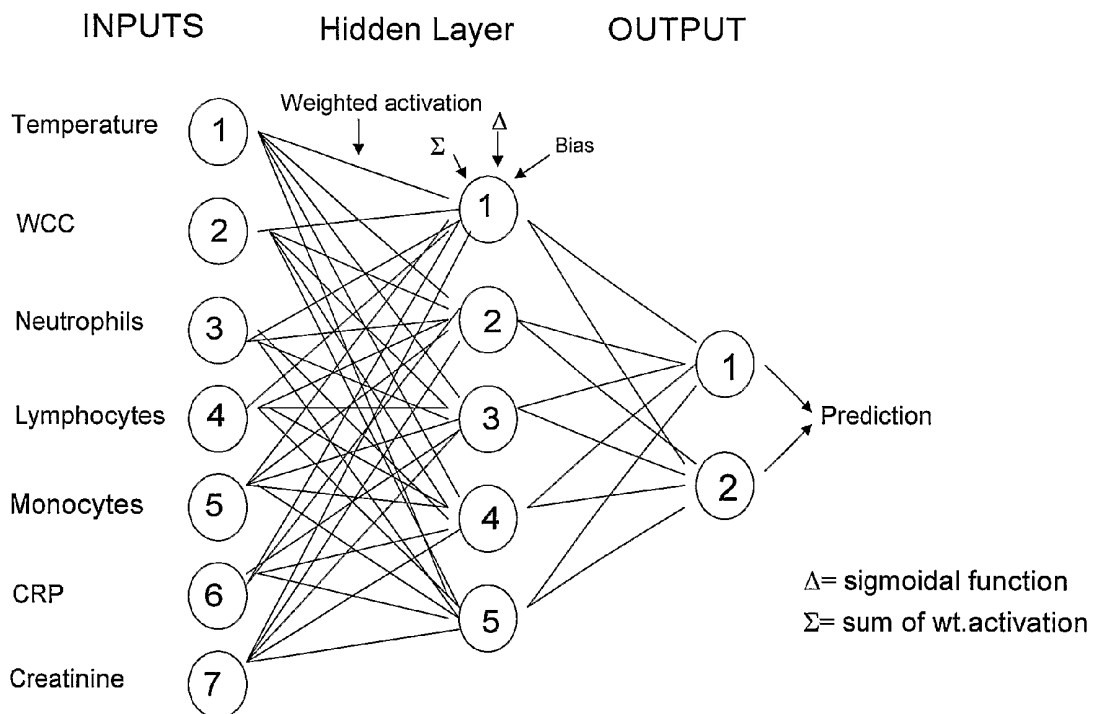 INPUTS Hidden Layer OUTPUT
Weighted activation
Δ
Σ
Bias
Temperature 1
1
WCC 2
Neutrophils 3
2
1
Lymphocytes 4
3
Prediction
Monocytes 5
4
2
CRP 6
5
Δ= sigmoidal function
Σ= sum of wt.activation
Creatinine 7